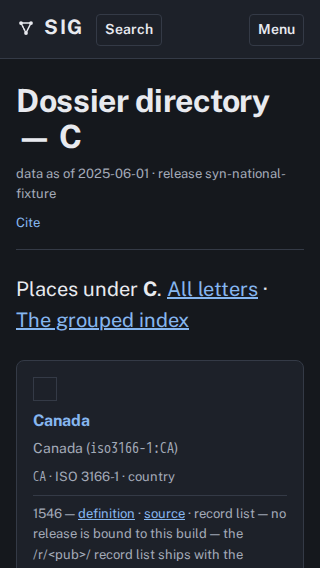 SIG
Search
Menu
Dossier directory
— C
data as of 2025-06-01 · release syn-national-
fixture
Cite
Places under C. All letters ·
The grouped index
Canada
Canada (iso3166-1:CA)
CA · ISO 3166-1 · country
1546 — definition · source · record list — no
release is bound to this build — the
/r/<pub>/ record list ships with the